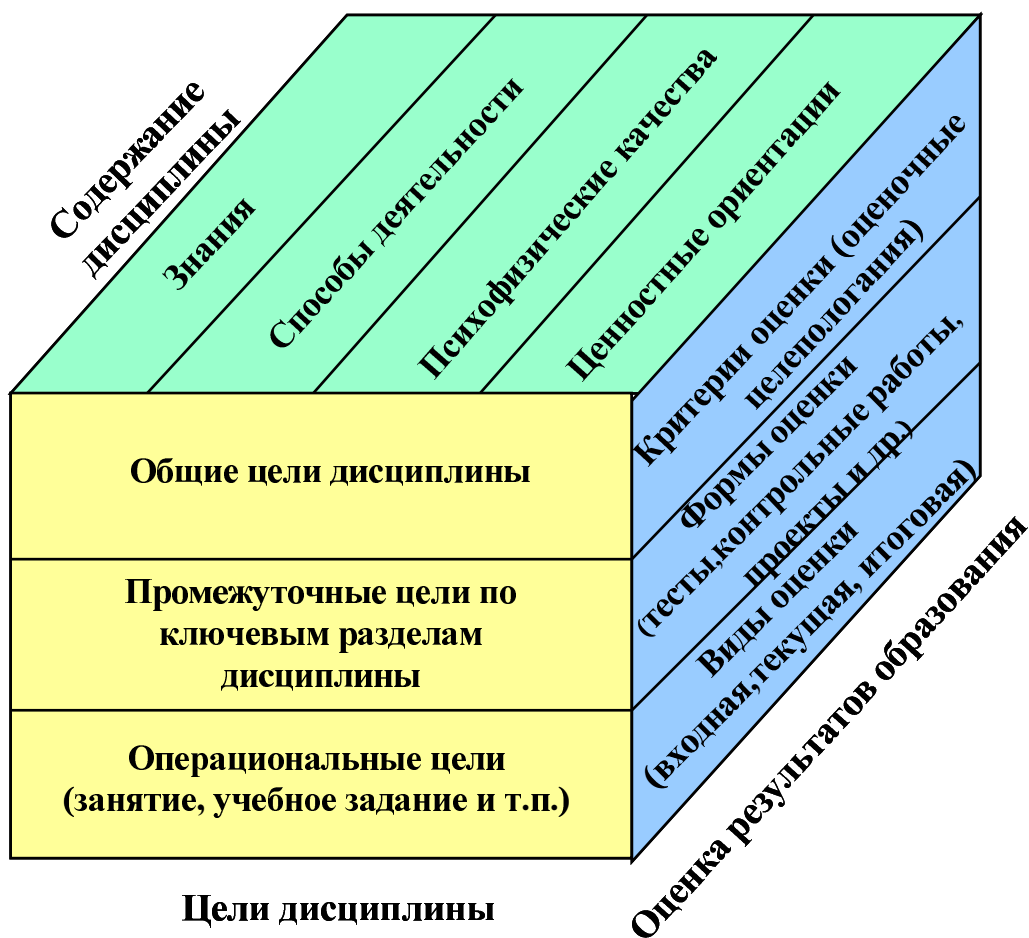 Содержание
дисциплины
Знания
Способы деятельности
Психофизические качества
Ценностные ориентации
Критерии оценки (оценочные
целепологания)
Формы оценки
(тесты,контрольные работы,
проекты и др.)
Виды оценки
(входная,текущая, итоговая)
Общие цели дисциплины
Промежуточные цели по
ключевым разделам
дисциплины
Операциональные цели
(занятие, учебное задание и т.п.)
Цели дисциплины
Оценка результатов образования